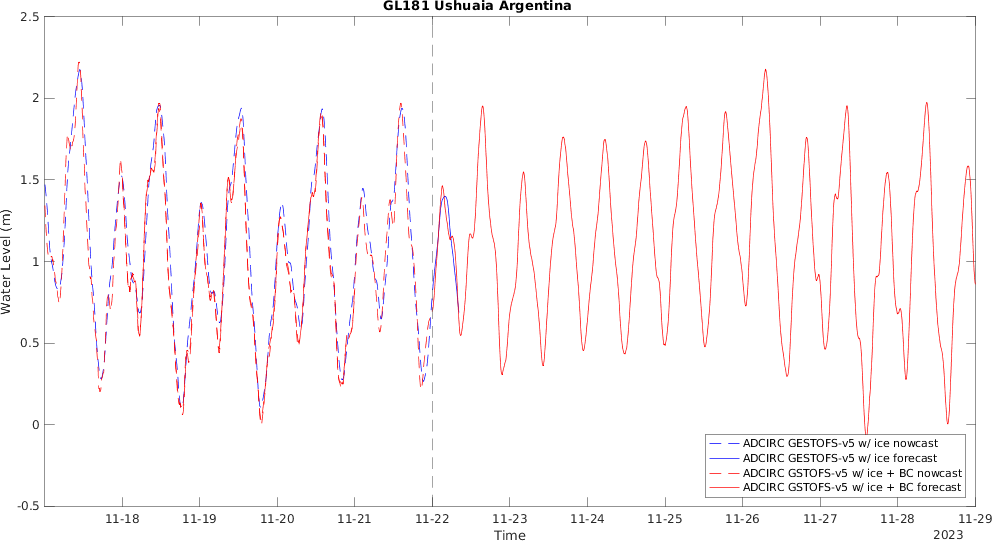 GL181 Ushuaia Argentina
2.5
2
1.5
1
0.5
0
-0.5
Water Level (m)
11-18 11-19 11-20 11-21 11-22 11-23 11-24 11-25 11-26 11-27 11-28 11-29
Time
2023
ADCIRC GESTOFS-v5 w/ ice nowcast
ADCIRC GESTOFS-v5 w/ ice forecast
ADCIRC GSTOFS-v5 w/ ice + BC nowcast
ADCIRC GSTOFS-v5 w/ ice + BC forecast